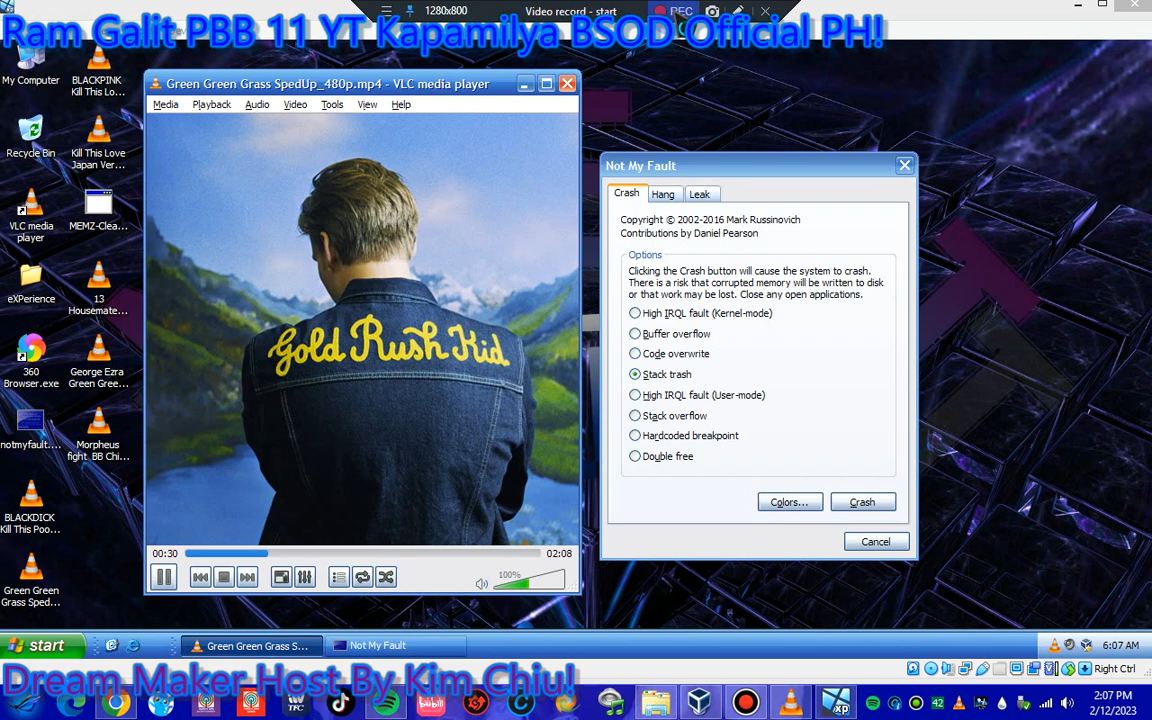 1280x800
Video record - start
REC
Ram Galit PBB 11 YT Kapamilya BSOD Official PH!
My Computer
BLACKPINK
Kill This Lo...
Recycle Bin
Kill This Love
Japan Ver...
VLC media
player
MEMZ-Clea...
eXPerience
13
Housemate...
360
Browser.exe
George Ezra
Green Gree...
notmyfault....
Morpheus
fight BB Chi...
BLACKDICK
Kill This Poo...
Green Green
Grass Sped...
Green Green Grass SpedUp_480p.mp4 - VLC media player
Media Playback Audio Video Tools View Help
Gold Rush Kid
00:30
02:08
100%
Not My Fault
Crash Hang Leak
Copyright © 2002-2016 Mark Russinovich
Contributions by Daniel Pearson
Options
Clicking the Crash button will cause the system to crash.
There is a risk that corrupted memory will be written to disk
or that work may be lost. Close any open applications.
High IRQL fault (Kernel-mode)
Buffer overflow
Code overwrite
Stack trash
High IRQL fault (User-mode)
Stack overflow
Hardcoded breakpoint
Double free
Colors... Crash
Cancel
start
Green Green Grass S...
Not My Fault
6:07 AM
Right Ctrl
Dream Maker Host By Kim Chiu!
WTFC
bilibili
xp
42
2:07 PM
2/12/2023